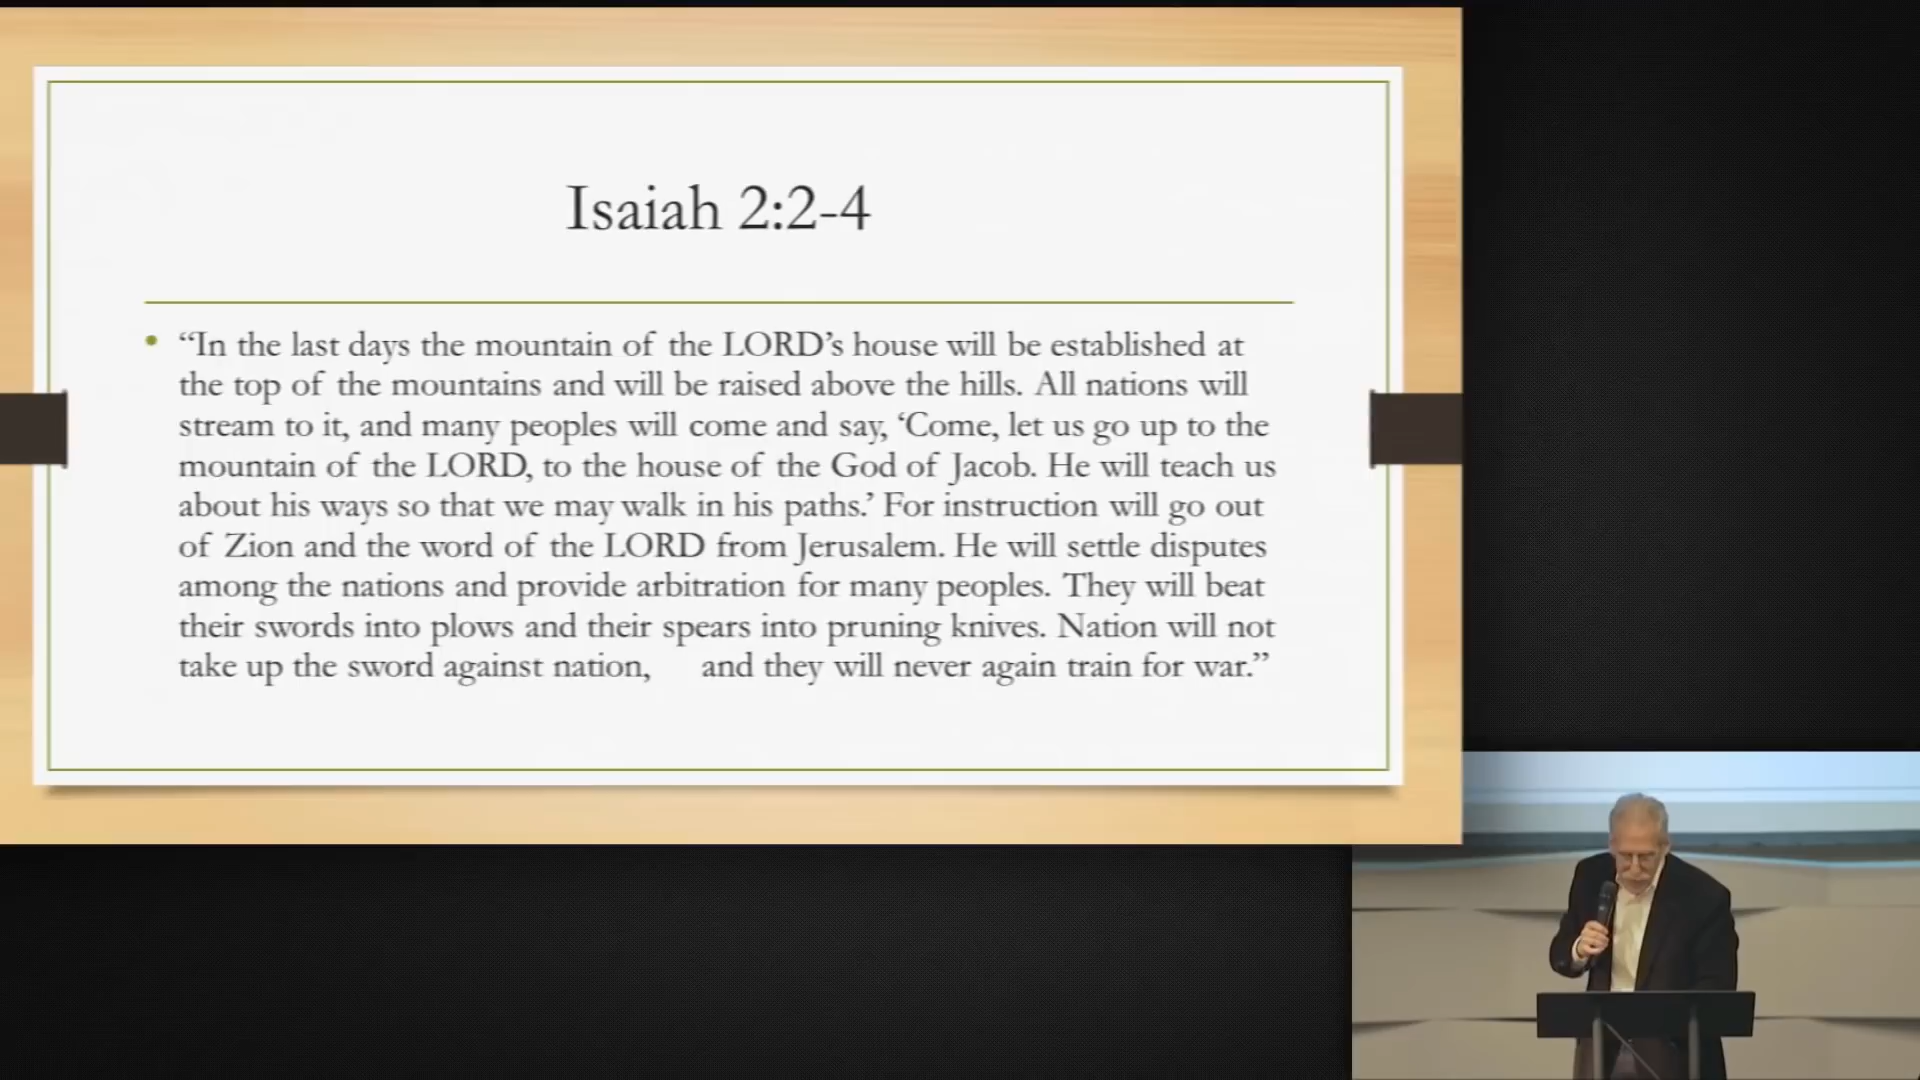 Isaiah 2:2-4
• “In the last days the mountain of the LORD’s house will be established at
the top of the mountains and will be raised above the hills. All nations will
stream to it, and many peoples will come and say, ‘Come, let us go up to the
mountain of the LORD, to the house of the God of Jacob. He will teach us
about his ways so that we may walk in his paths.’ For instruction will go out
of Zion and the word of the LORD from Jerusalem. He will settle disputes
among the nations and provide arbitration for many peoples. They will beat
their swords into plows and their spears into pruning knives. Nation will not
take up the sword against nation, and they will never again train for war.”